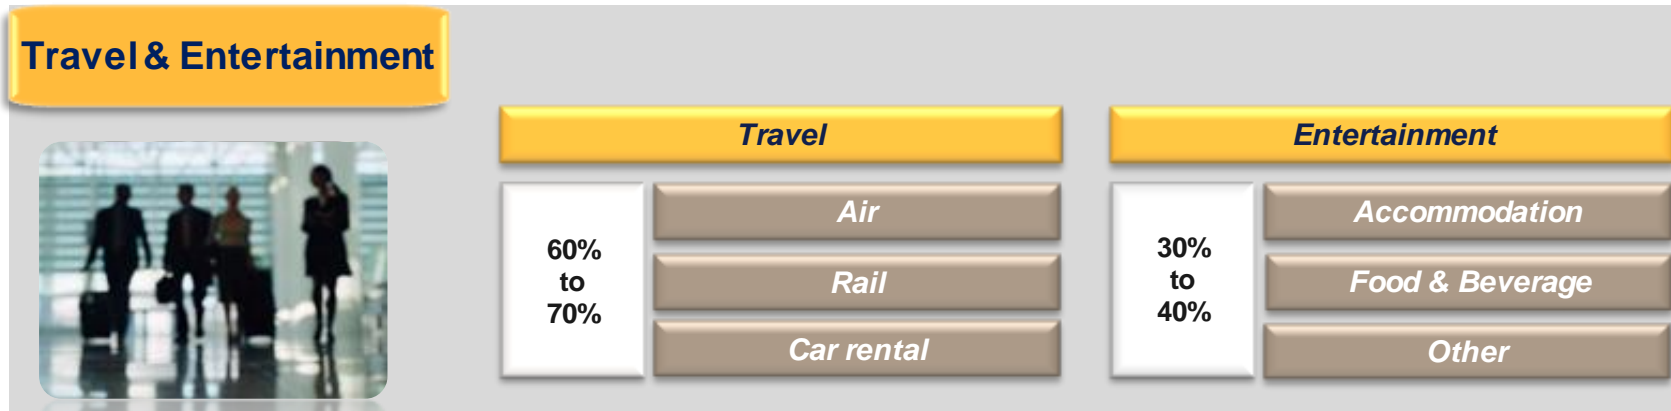 Travel & Entertainment
Travel
Entertainment
60%
to
70%
Air
Rail
Car rental
30%
to
40%
Accommodation
Food & Beverage
Other